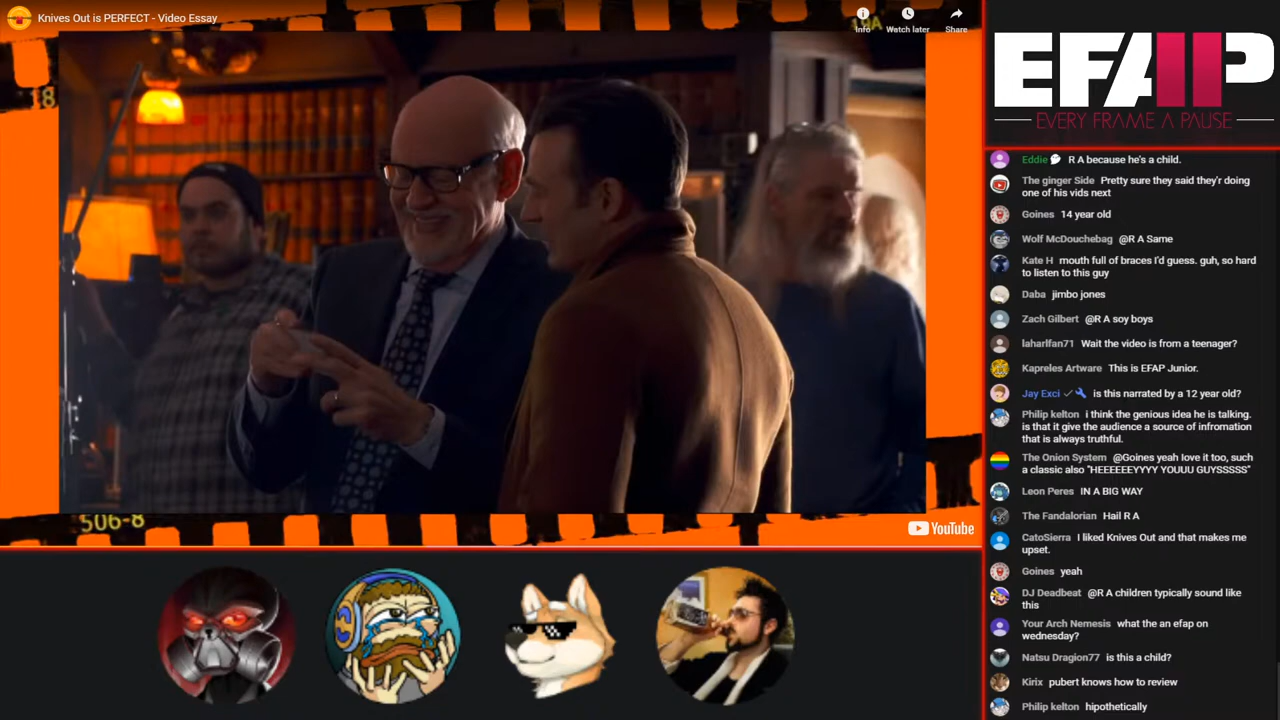 Knives Out is PERFECT - Video Essay
Info
Watch later
Share
18A
18
506-8
YouTube
EFAP
EVERY FRAME A PAUSE
Eddie R A because he's a child.
The ginger Side Pretty sure they said they'r doing
one of his vids next
Goines 14 year old
Wolf McDouchebag @R A Same
Kate H mouth full of braces I'd guess. guh, so hard
to listen to this guy
Daba jimbo jones
Zach Gilbert @R A soy boys
laharlfan71 Wait the video is from a teenager?
Kapreles Artware This is EFAP Junior.
Jay Exci is this narrated by a 12 year old?
Philip kelton i think the genious idea he is talking.
is that it give the audience a source of infromation
that is always truthful.
The Onion System @Goines yeah love it too, such
a classic also "HEEEEEEYYYY YOUUU GUYSSSSS"
Leon Peres IN A BIG WAY
The Fandalorian Hail R A
CatoSierra I liked Knives Out and that makes me
upset.
Goines yeah
DJ Deadbeat @R A children typically sound like
this
Your Arch Nemesis what the an efap on
wednesday?
Natsu Dragion77 is this a child?
Kirix pubert knows how to review
Philip kelton hipothetically